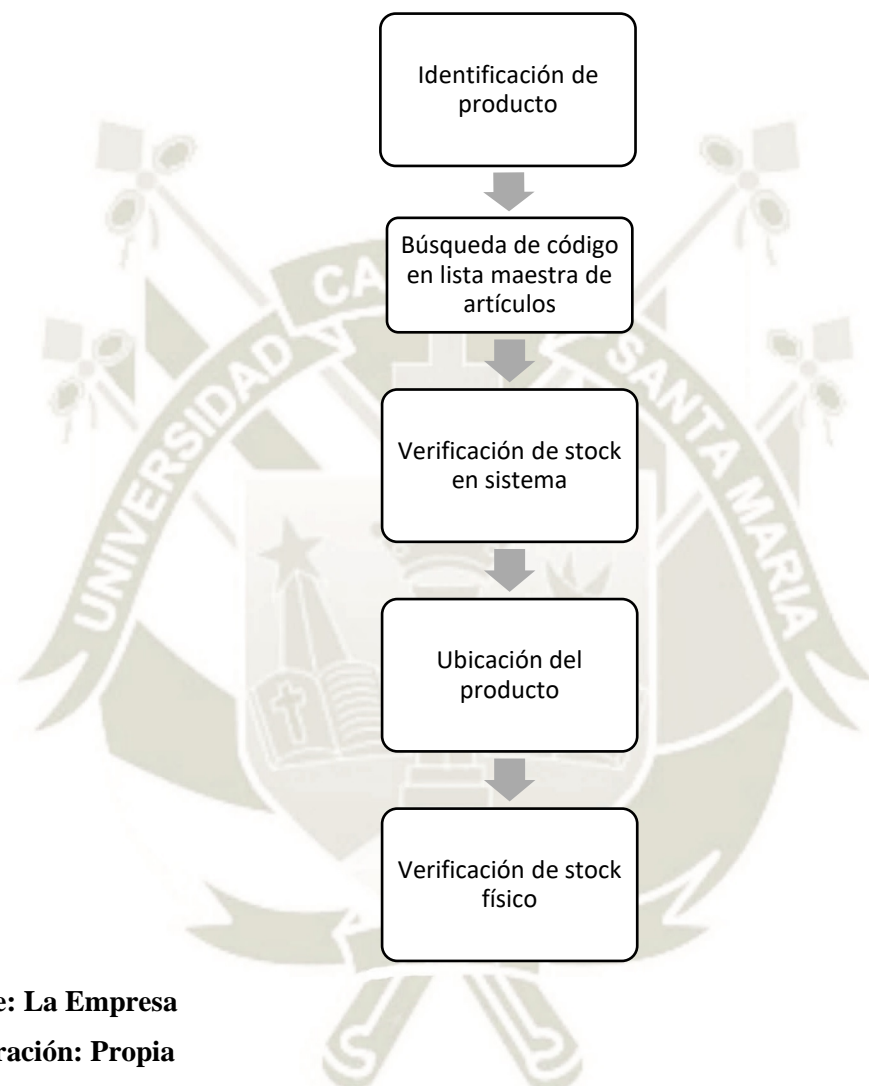 Identificación de
producto
Búsqueda de código
en lista maestra de
artículos
Verificación de stock
en sistema
Ubicación del
producto
Verificación de stock
físico
e: La Empresa
ración: Propia
UNIVERSIDAD CA
SANTA MARIA